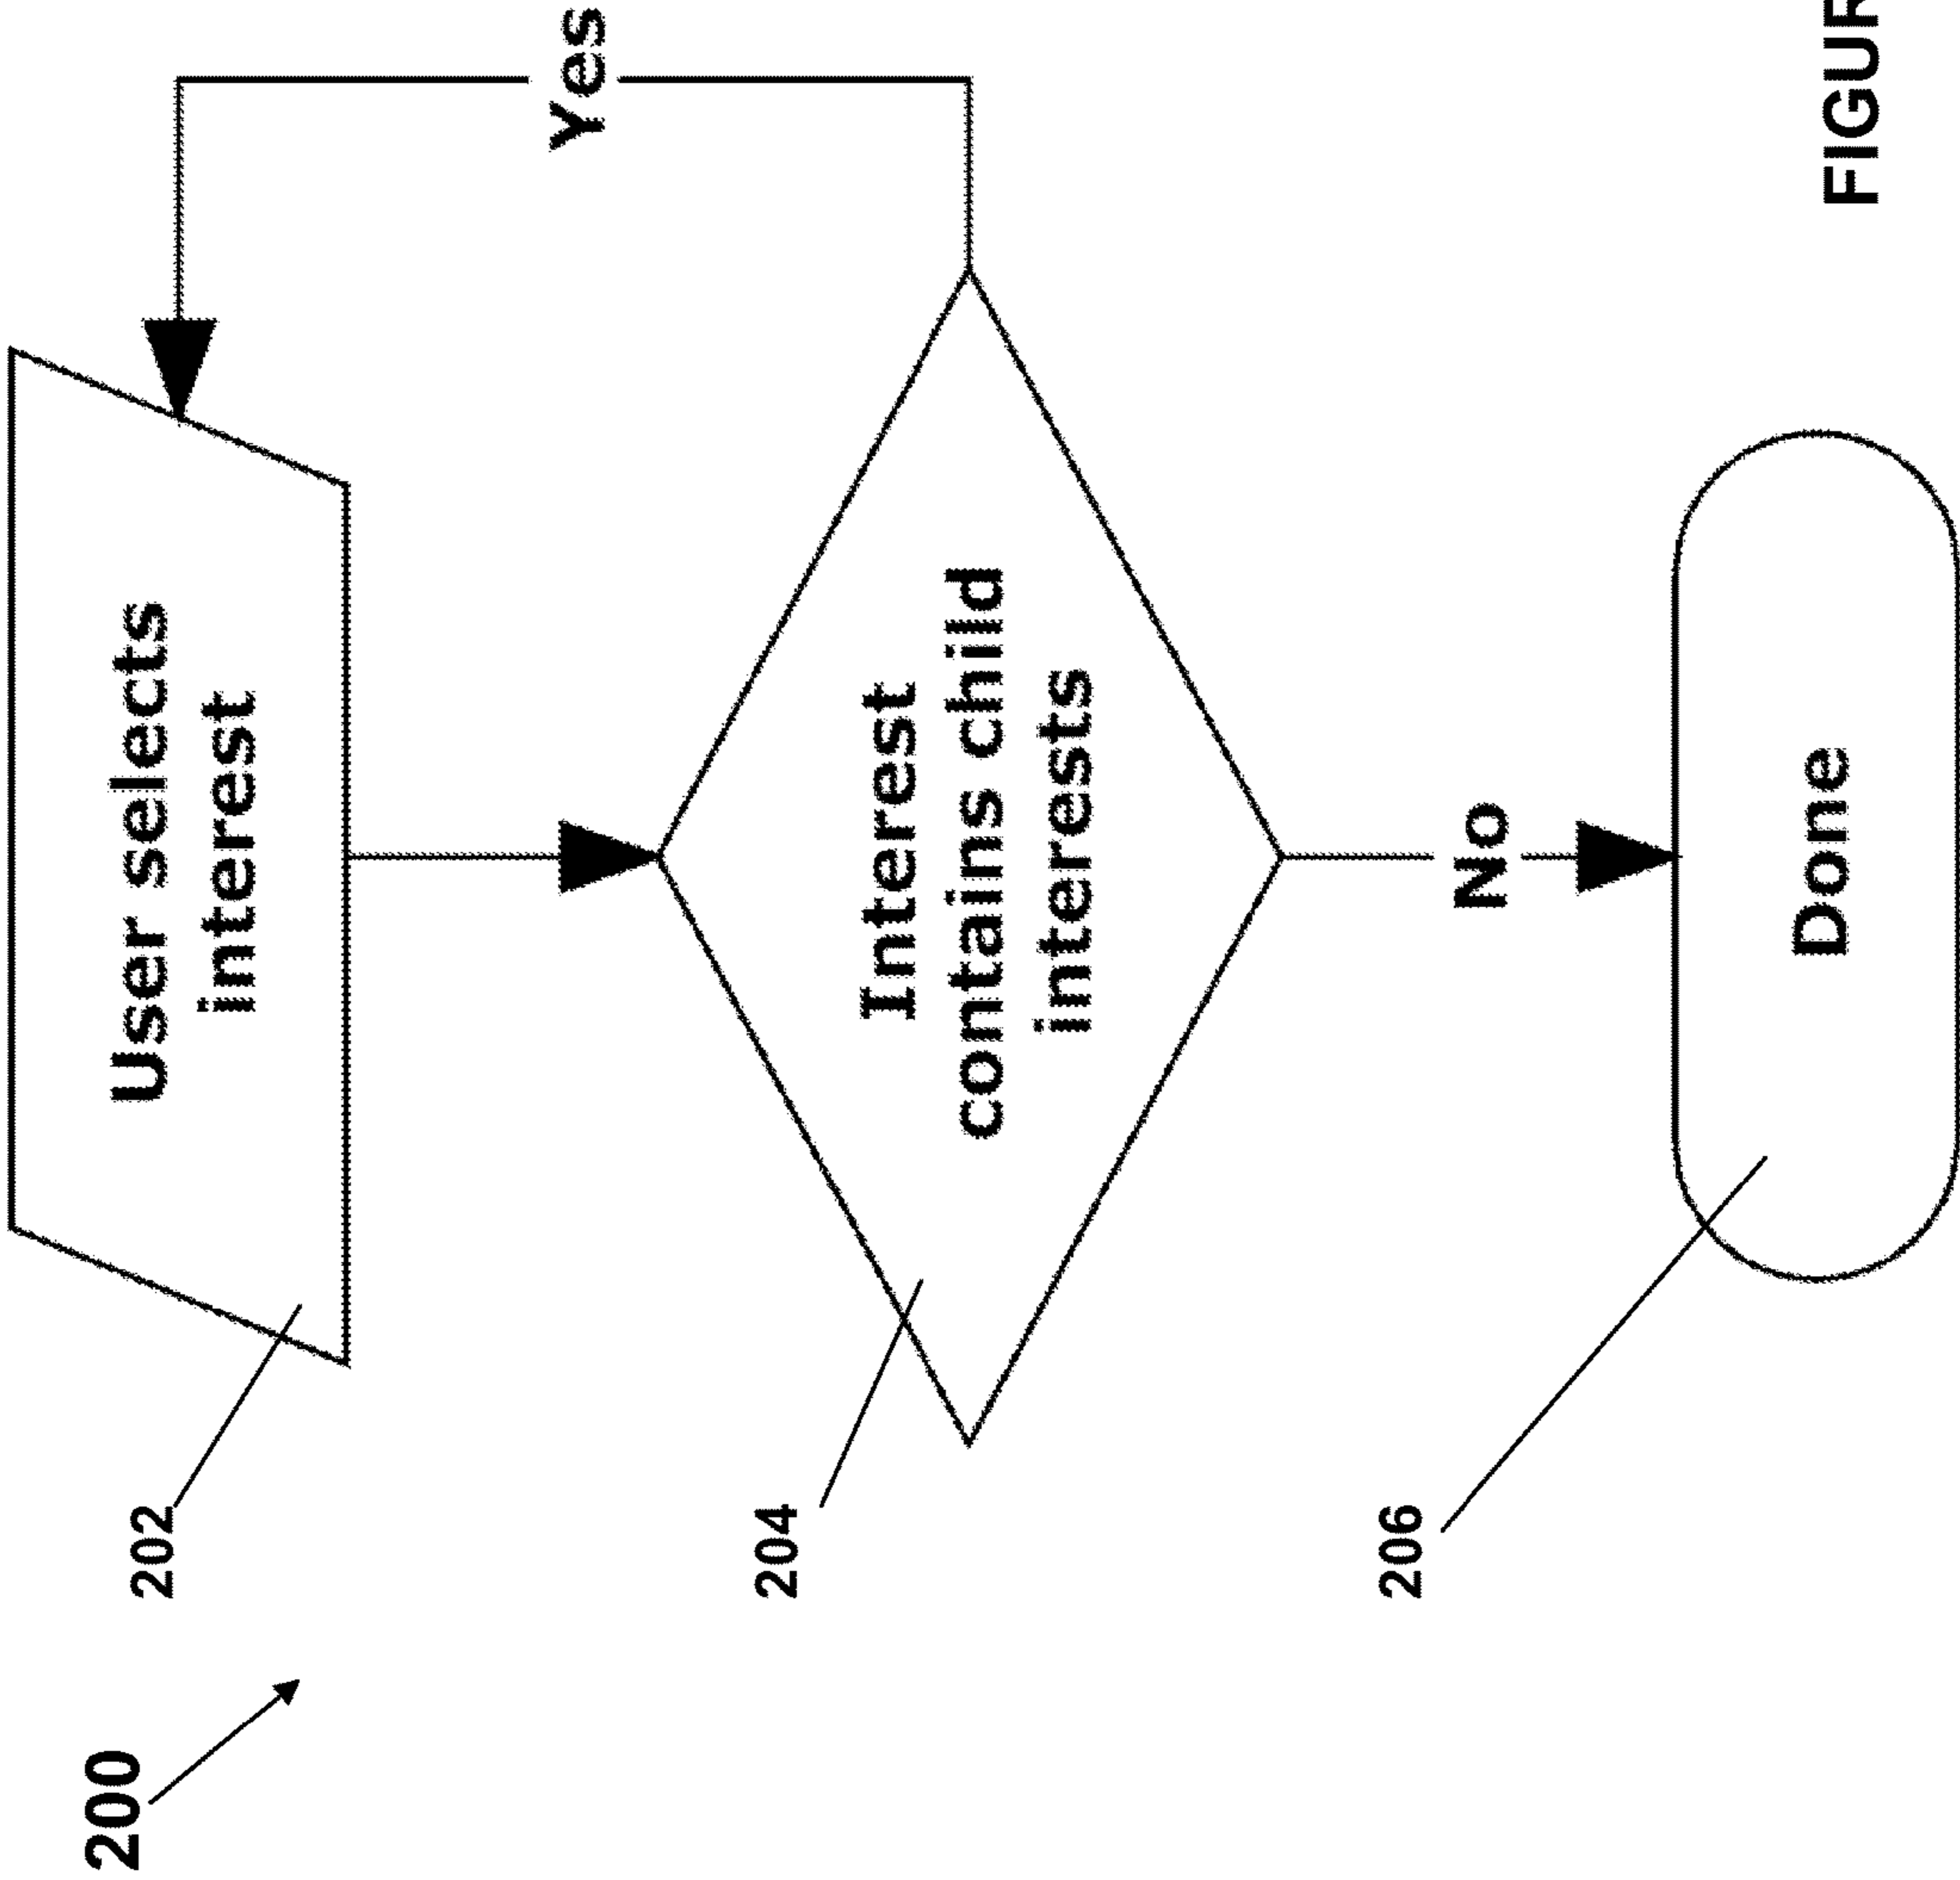 200
202
User selects
interest
Yes
204
Interest
contains child
interests
No
206
Done
FIGUR